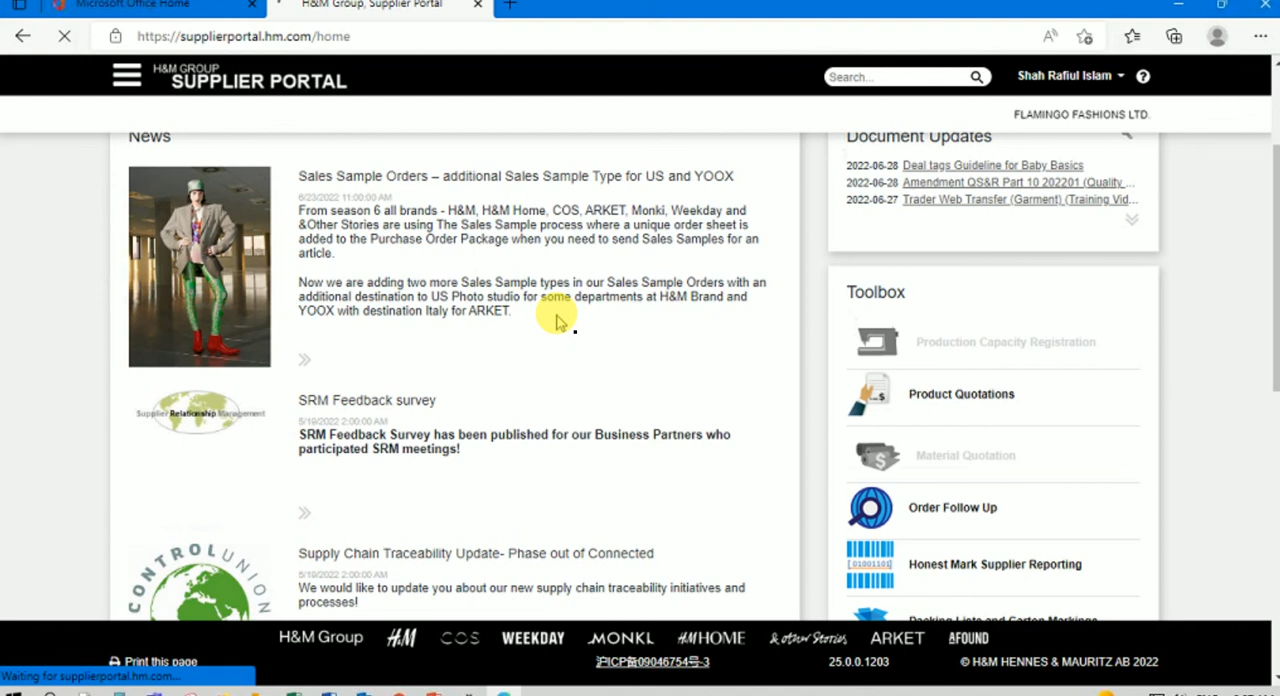 Microsoft Office Home
H&M Group, Supplier Portal
https://supplierportal.hm.com/home
H&M GROUP
SUPPLIER PORTAL
Search...
Shah Rafiul Islam
FLAMINGO FASHIONS LTD.
News
Sales Sample Orders – additional Sales Sample Type for US and YOOX
6/23/2022 11:00:00 AM
From season 6 all brands - H&M, H&M Home, COS, ARKET, Monki, Weekday and
&Other Stories are using The Sales Sample process where a unique order sheet is
added to the Purchase Order Package when you need to send Sales Samples for an
article.
Now we are adding two more Sales Sample types in our Sales Sample Orders with an
additional destination to US Photo studio for some departments at H&M Brand and
YOOX with destination Italy for ARKET.
Supplier Relationship Management
SRM Feedback survey
5/19/2022 2:00:00 AM
SRM Feedback Survey has been published for our Business Partners who
participated SRM meetings!
CONTROL UNION
Supply Chain Traceability Update- Phase out of Connected
5/19/2022 2:00:00 AM
We would like to update you about our new supply chain traceability initiatives and
processes!
Document Updates
2022-06-28 Deal tags Guideline for Baby Basics
2022-06-28 Amendment QS&R Part 10 202201 (Quality ...
2022-06-27 Trader Web Transfer (Garment) (Training Vid...
Toolbox
Production Capacity Registration
Product Quotations
Material Quotation
Order Follow Up
01001101
Honest Mark Supplier Reporting
Packing Lists and Carton Markings
H&M Group H&M COS WEEKDAY MONKI H&M HOME & other Stories ARKET AFOUND
Print this page
沪ICP备09046754号-3
25.0.0.1203
© H&M HENNES & MAURITZ AB 2022
Waiting for supplierportal.hm.com...